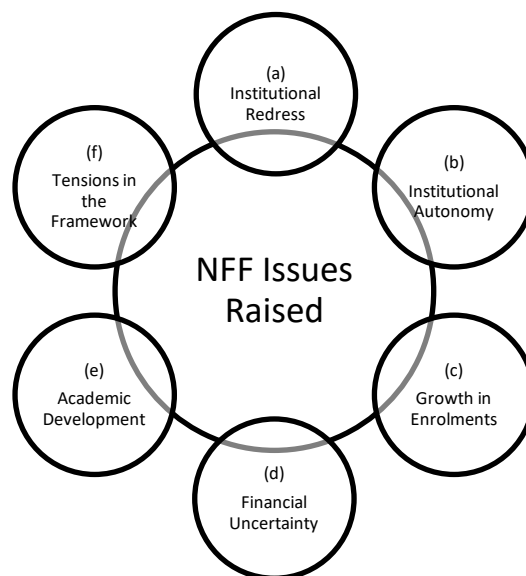 (a)
Institutional
Redress
(b)
Institutional
Autonomy
(c)
Growth in
Enrolments
(d)
Financial
Uncertainty
(e)
Academic
Development
(f)
Tensions in
the
Framework
NFF Issues
Raised